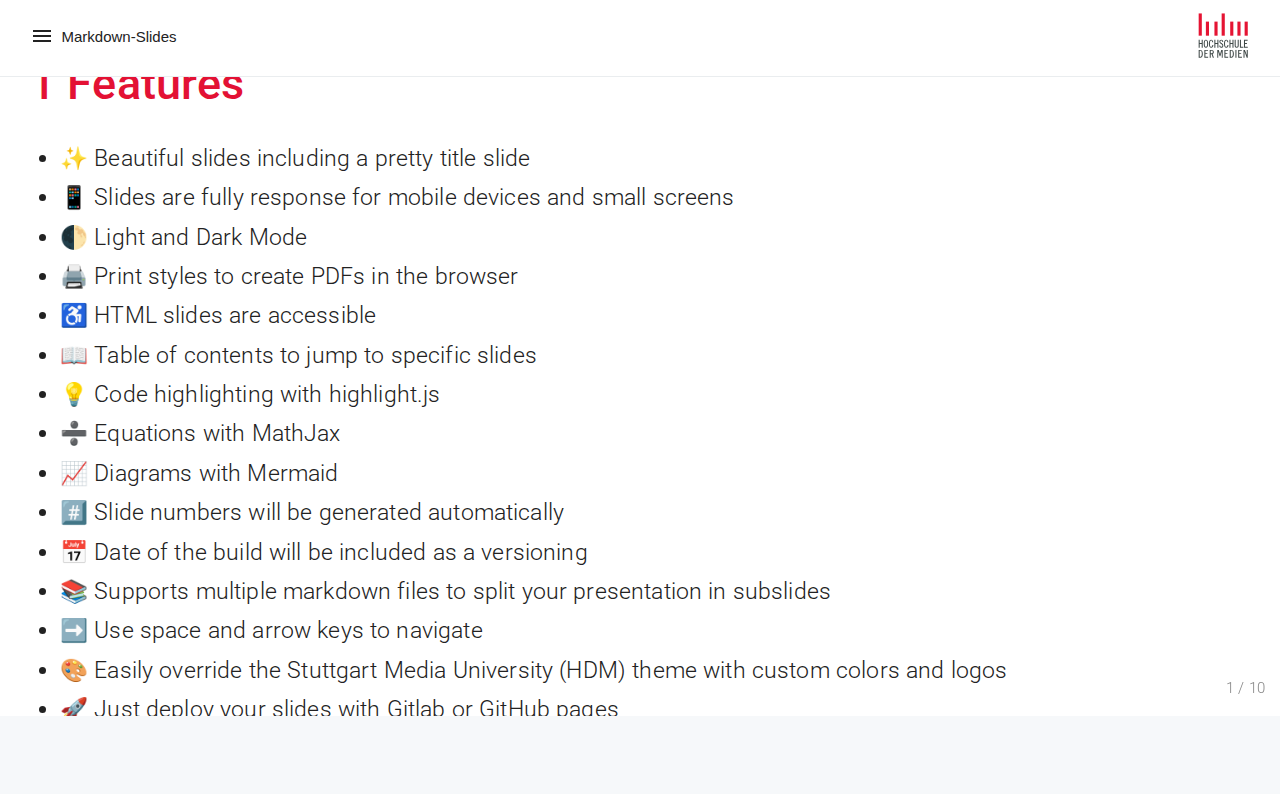 Markdown-Slides
HOCHSCHULE
DER MEDIEN
1 Features
✨ Beautiful slides including a pretty title slide
📱 Slides are fully response for mobile devices and small screens
🌓 Light and Dark Mode
🖨️ Print styles to create PDFs in the browser
♿ HTML slides are accessible
📖 Table of contents to jump to specific slides
💡 Code highlighting with highlight.js
➗ Equations with MathJax
📈 Diagrams with Mermaid
#️⃣ Slide numbers will be generated automatically
📅 Date of the build will be included as a versioning
📚 Supports multiple markdown files to split your presentation in subslides
➡️ Use space and arrow keys to navigate
🎨 Easily override the Stuttgart Media University (HDM) theme with custom colors and logos
1 / 10
🚀 Just deploy your slides with Gitlab or GitHub pages